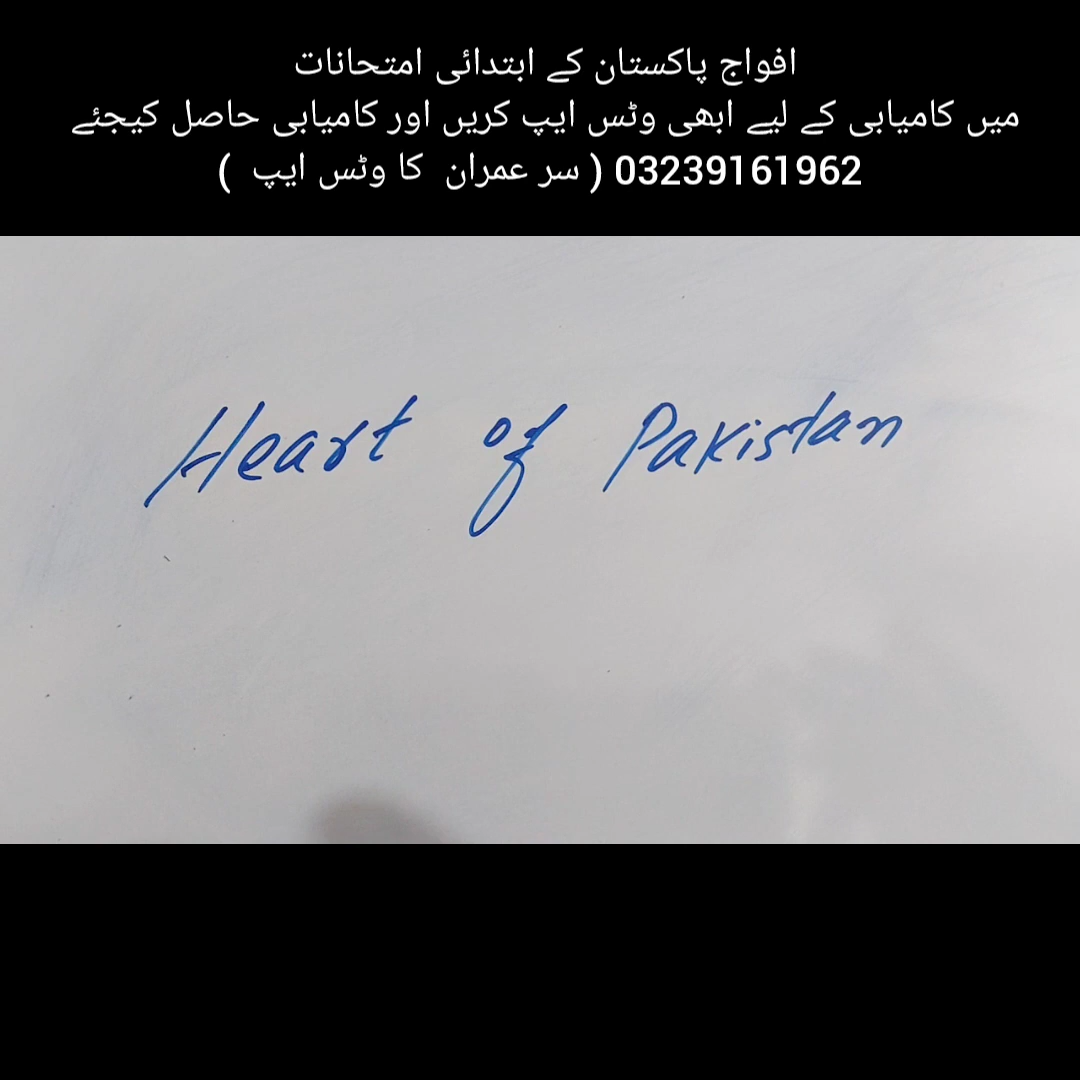 افواج پاکستان کے ابتدائی امتحانات
میں کامیابی کے لیے ابھی وٹس ایپ کریں اور کامیابی حاصل کیجئے
03239161962 ( سر عمران کا وٹس ایپ )
Heart of Pakistan